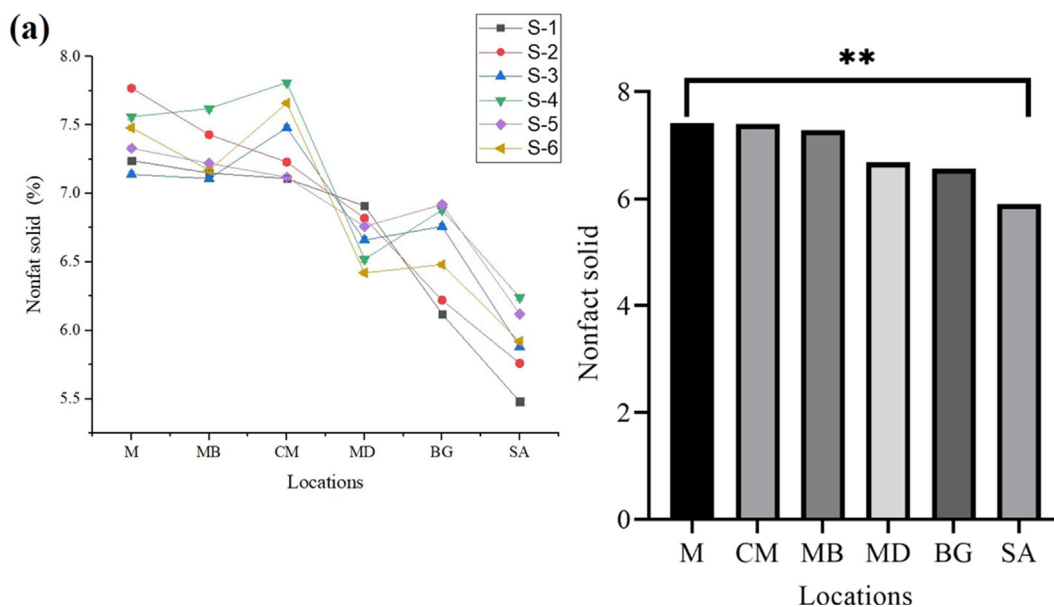 (a)
S-1
S-2
S-3
S-4
S-5
S-6
8.0
7.5
7.0
6.5
6.0
5.5
Nonfat solid (%)
M MB CM MD BG SA
Locations
**
8
6
4
2
0
Nonfact solid
M CM MB MD BG SA
Locations